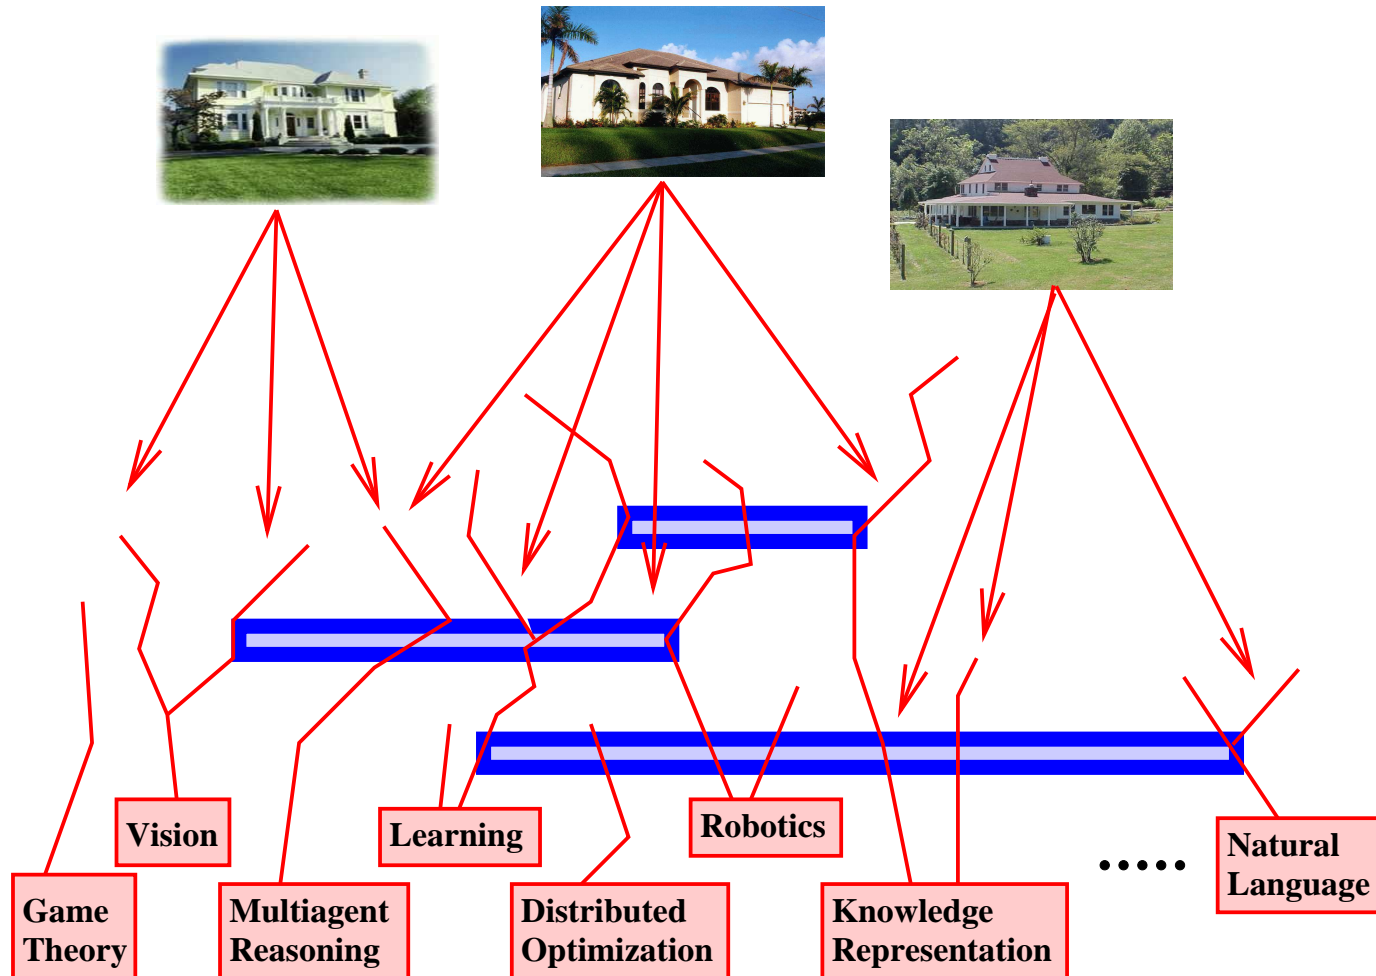 Vision
Learning
Robotics
Natural
Language
Game
Theory
Multiagent
Reasoning
Distributed
Optimization
Knowledge
Representation